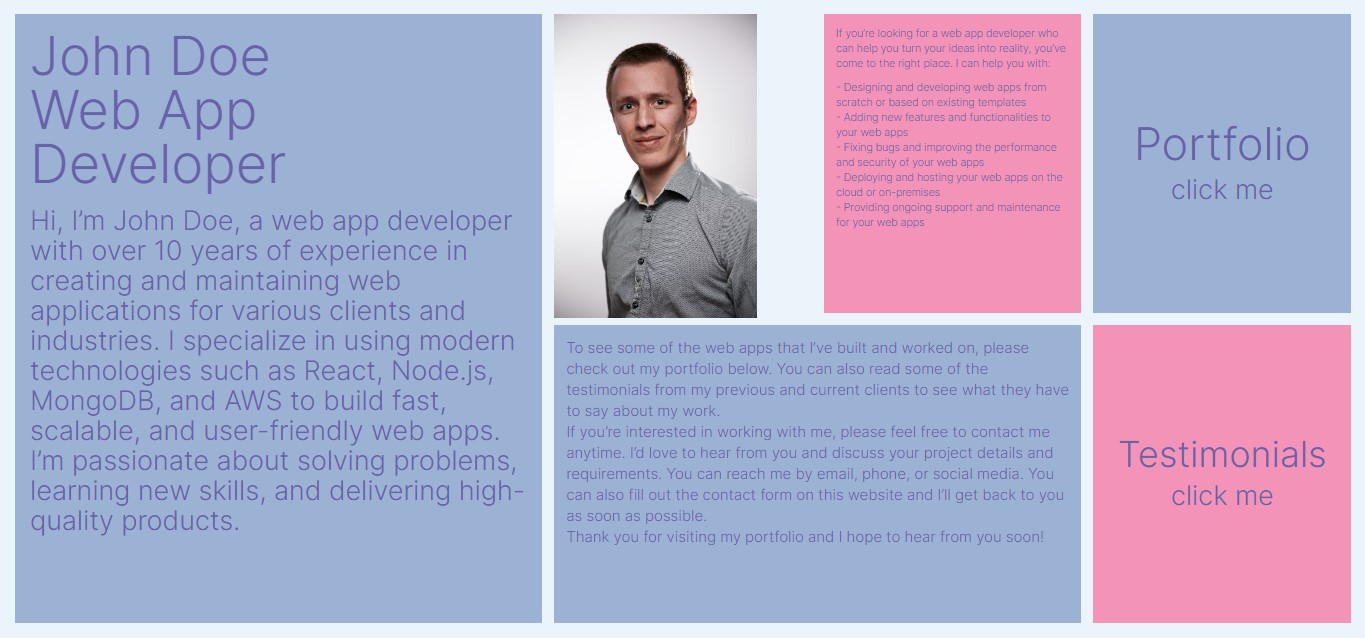 John Doe
Web App
Developer
Hi, I’m John Doe, a web app developer
with over 10 years of experience in
creating and maintaining web
applications for various clients and
industries. I specialize in using modern
technologies such as React, Node.js,
MongoDB, and AWS to build fast,
scalable, and user-friendly web apps.
I’m passionate about solving problems,
learning new skills, and delivering high-
quality products.
If you’re looking for a web app developer who
can help you turn your ideas into reality, you’ve
come to the right place. I can help you with:
- Designing and developing web apps from
scratch or based on existing templates
- Adding new features and functionalities to
your web apps
- Fixing bugs and improving the performance
and security of your web apps
- Deploying and hosting your web apps on the
cloud or on-premises
- Providing ongoing support and maintenance
for your web apps
To see some of the web apps that I’ve built and worked on, please
check out my portfolio below. You can also read some of the
testimonials from my previous and current clients to see what they have
to say about my work.
If you’re interested in working with me, please feel free to contact me
anytime. I’d love to hear from you and discuss your project details and
requirements. You can reach me by email, phone, or social media. You
can also fill out the contact form on this website and I’ll get back to you
as soon as possible.
Thank you for visiting my portfolio and I hope to hear from you soon!
Portfolio
click me
Testimonials
click me